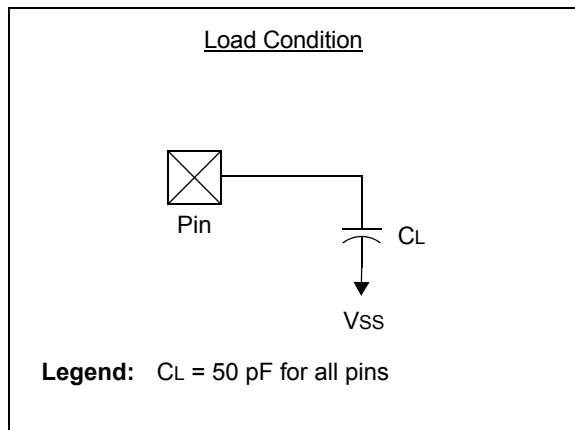 Load Condition
Pin
CL
VSS
Legend: CL = 50 pF for all pins